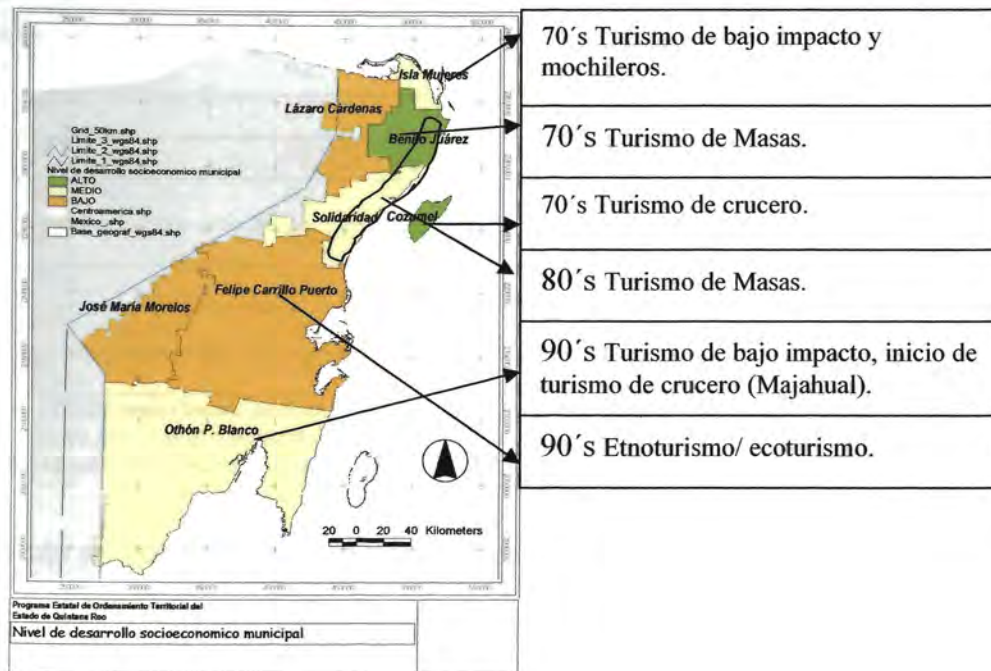 70´s Turismo de bajo impacto y
mochileros.
70´s Turismo de Masas.
70´s Turismo de crucero.
80´s Turismo de Masas.
90´s Turismo de bajo impacto, inicio de
turismo de crucero (Majahual).
90´s Etnoturismo/ ecoturismo.
Isla Mujeres
Lázaro Cárdenas
Benito Juárez
Solidaridad
Cozumel
Felipe Carrillo Puerto
José María Morelos
Othón P. Blanco
Grid_50km.shp
Limite_3_wgs84.shp
Limite_2_wgs84.shp
Limite_1_wgs84.shp
Nivel de desarrollo socioeconomico municipal
ALTO
MEDIO
BAJO
Centroamerica.shp
Mexico_.shp
Base_geograf_wgs84.shp
20 0 20 40 Kilometers
Programa Estatal de Ordenamiento Territorial del
Estado de Quintana Roo
Nivel de desarrollo socioeconomico municipal